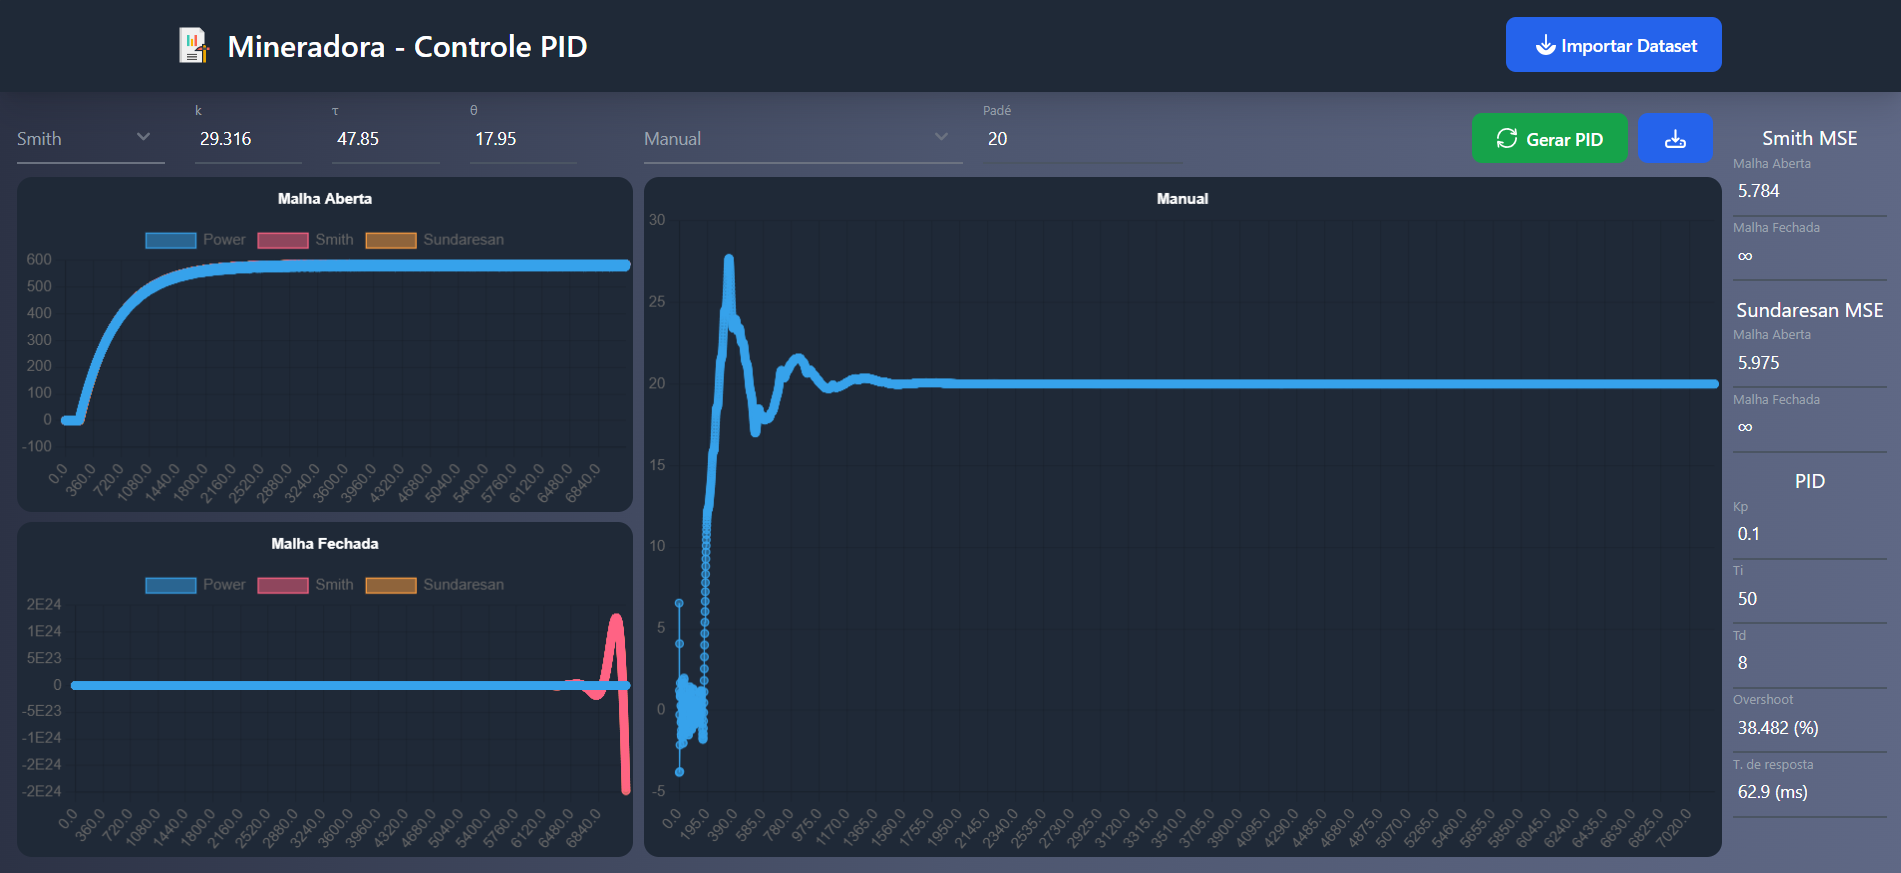 Mineradora - Controle PID
Importar Dataset
Smith
k
29.316
τ
47.85
θ
17.95
Manual
Padé
20
Gerar PID
Malha Aberta
Power
Smith
Sundaresan
600
500
400
300
200
100
0
-100
0.0
360.0
720.0
1080.0
1440.0
1800.0
2160.0
2520.0
2880.0
3240.0
3600.0
3960.0
4320.0
4680.0
5040.0
5400.0
5760.0
6120.0
6480.0
6840.0
Malha Fechada
Power
Smith
Sundaresan
2E24
1E24
5E23
0
-5E23
-1E24
-2E24
-2E24
0.0
360.0
720.0
1080.0
1440.0
1800.0
2160.0
2520.0
2880.0
3240.0
3600.0
3960.0
4320.0
4680.0
5040.0
5400.0
5760.0
6120.0
6480.0
6840.0
Manual
30
25
20
15
10
5
0
-5
0.0
195.0
390.0
585.0
780.0
975.0
1170.0
1365.0
1560.0
1755.0
1950.0
2145.0
2340.0
2535.0
2730.0
2925.0
3120.0
3315.0
3510.0
3705.0
3900.0
4095.0
4290.0
4485.0
4680.0
4875.0
5070.0
5265.0
5460.0
5655.0
5850.0
6045.0
6240.0
6435.0
6630.0
6825.0
7020.0
Smith MSE
Malha Aberta
5.784
Malha Fechada
∞
Sundaresan MSE
Malha Aberta
5.975
Malha Fechada
∞
PID
Kp
0.1
Ti
50
Td
8
Overshoot
38.482 (%)
T. de resposta
62.9 (ms)